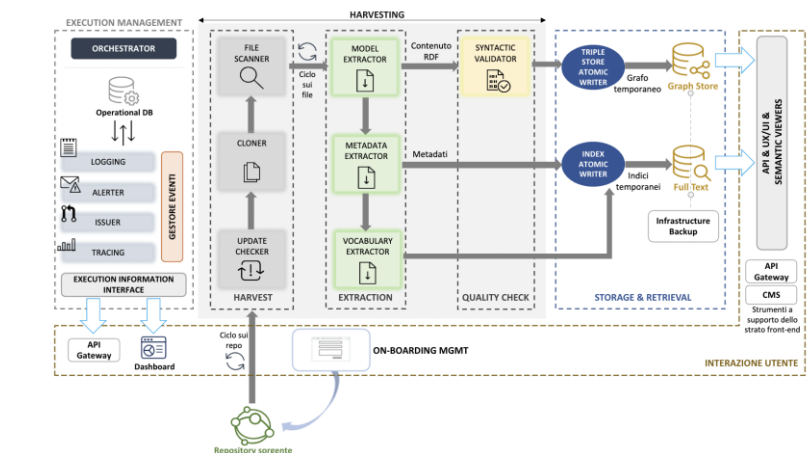 HARVESTING
EXECUTION MANAGEMENT
ORCHESTRATOR
Operational DB
LOGGING
ALERTER
ISSUER
TRACING
GESTORE EVENTI
EXECUTION INFORMATION
INTERFACE
API
Gateway
Dashboard
FILE
SCANNER
CLONER
UPDATE
CHECKER
HARVEST
Ciclo
sui
file
MODEL
EXTRACTOR
METADATA
EXTRACTOR
VOCABULARY
EXTRACTOR
EXTRACTION
Contenuto
RDF
Metadati
SYNTACTIC
VALIDATOR
QUALITY CHECK
TRIPLE
STORE
ATOMIC
WRITER
Grafo
temporaneo
Graph Store
INDEX
ATOMIC
WRITER
Indici
temporanei
Full Text
Infrastructure
Backup
STORAGE & RETRIEVAL
API & UX/UI &
SEMANTIC VIEWERS
API
Gateway
CMS
Strumenti a
supporto dello
strato front-end
INTERAZIONE UTENTE
Ciclo sui
repo
ON-BOARDING MGMT
Repository sorgente